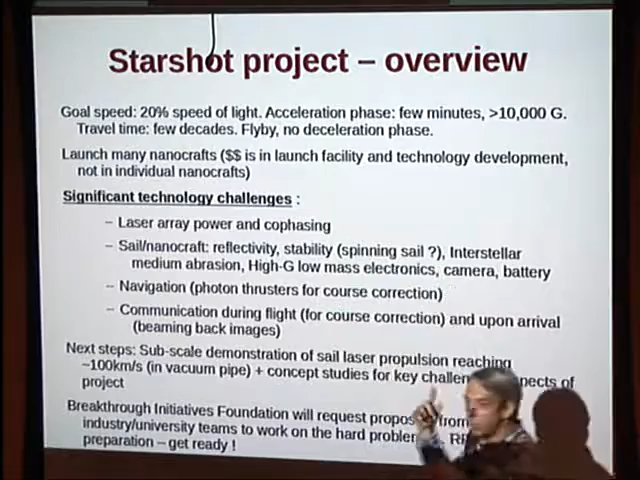 Starshot project – overview
Goal speed: 20% speed of light. Acceleration phase: few minutes, >10,000 G.
Travel time: few decades. Flyby, no deceleration phase.
Launch many nanocrafts ($$ is in launch facility and technology development,
not in individual nanocrafts)
Significant technology challenges :
– Laser array power and cophasing
– Sail/nanocraft: reflectivity, stability (spinning sail ?), Interstellar
medium abrasion, High-G low mass electronics, camera, battery
– Navigation (photon thrusters for course correction)
– Communication during flight (for course correction) and upon arrival
(beaming back images)
Next steps: Sub-scale demonstration of sail laser propulsion reaching
~100km/s (in vacuum pipe) + concept studies for key of
project
Breakthrough Initiatives Foundation will request from
industry/university teams to work on the hard
preparation – get ready !